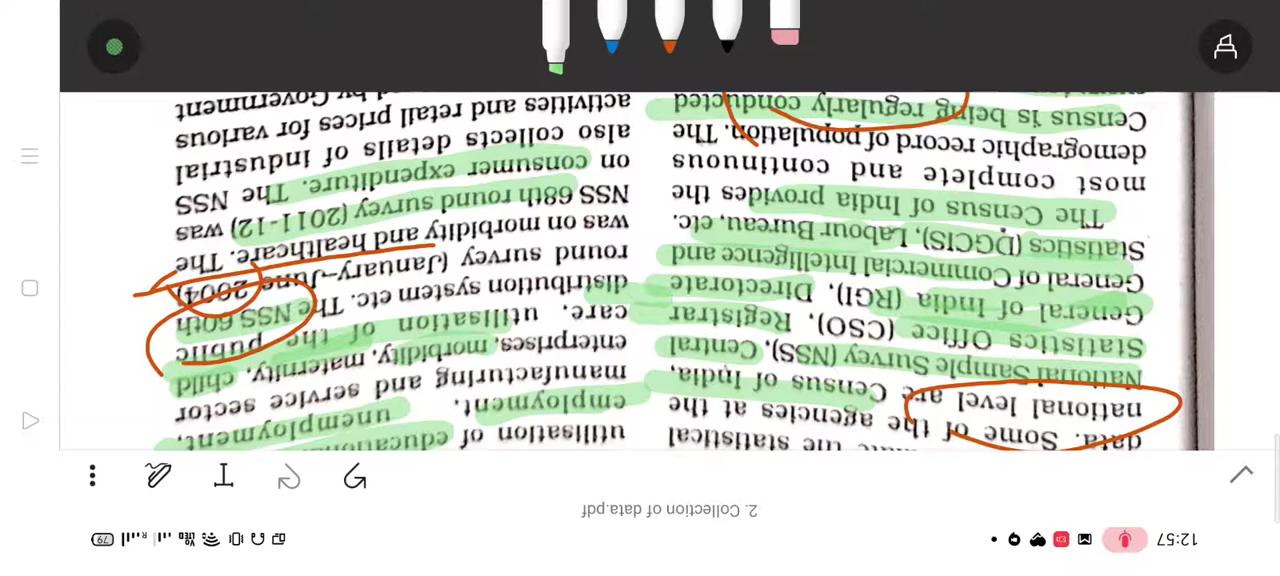 12:57
79
2. Collection of data.pdf
the statistical
data. Some of the agencies at the
national level are Census of India,
National Sample Survey (NSS), Central
Statistics Office (CSO), Registrar
General of India (RGI), Directorate
General of Commercial Intelligence and
Statistics (DGCIS), Labour Bureau, etc.
The Census of India provides the
most complete and continuous
demographic record of population. The
Census is being regularly conducted
utilisation of education
employment, unemployment,
manufacturing and service sector
enterprises, morbidity, maternity, child
care, utilisation of the public
distribution system etc. The NSS 60th
round survey (January–June 2004)
was on morbidity and healthcare. The
NSS 68th round survey (2011-12) was
on consumer expenditure. The NSS
also collects details of industrial
activities and retail prices for various
by Government